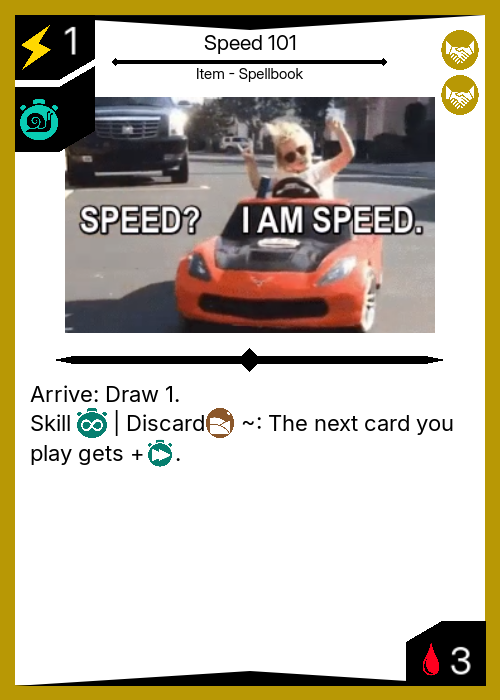 1
Speed 101
Item - Spellbook
SPEED? I AM SPEED.
Arrive: Draw 1.
Skill | Discard ~: The next card you
play gets + .
3